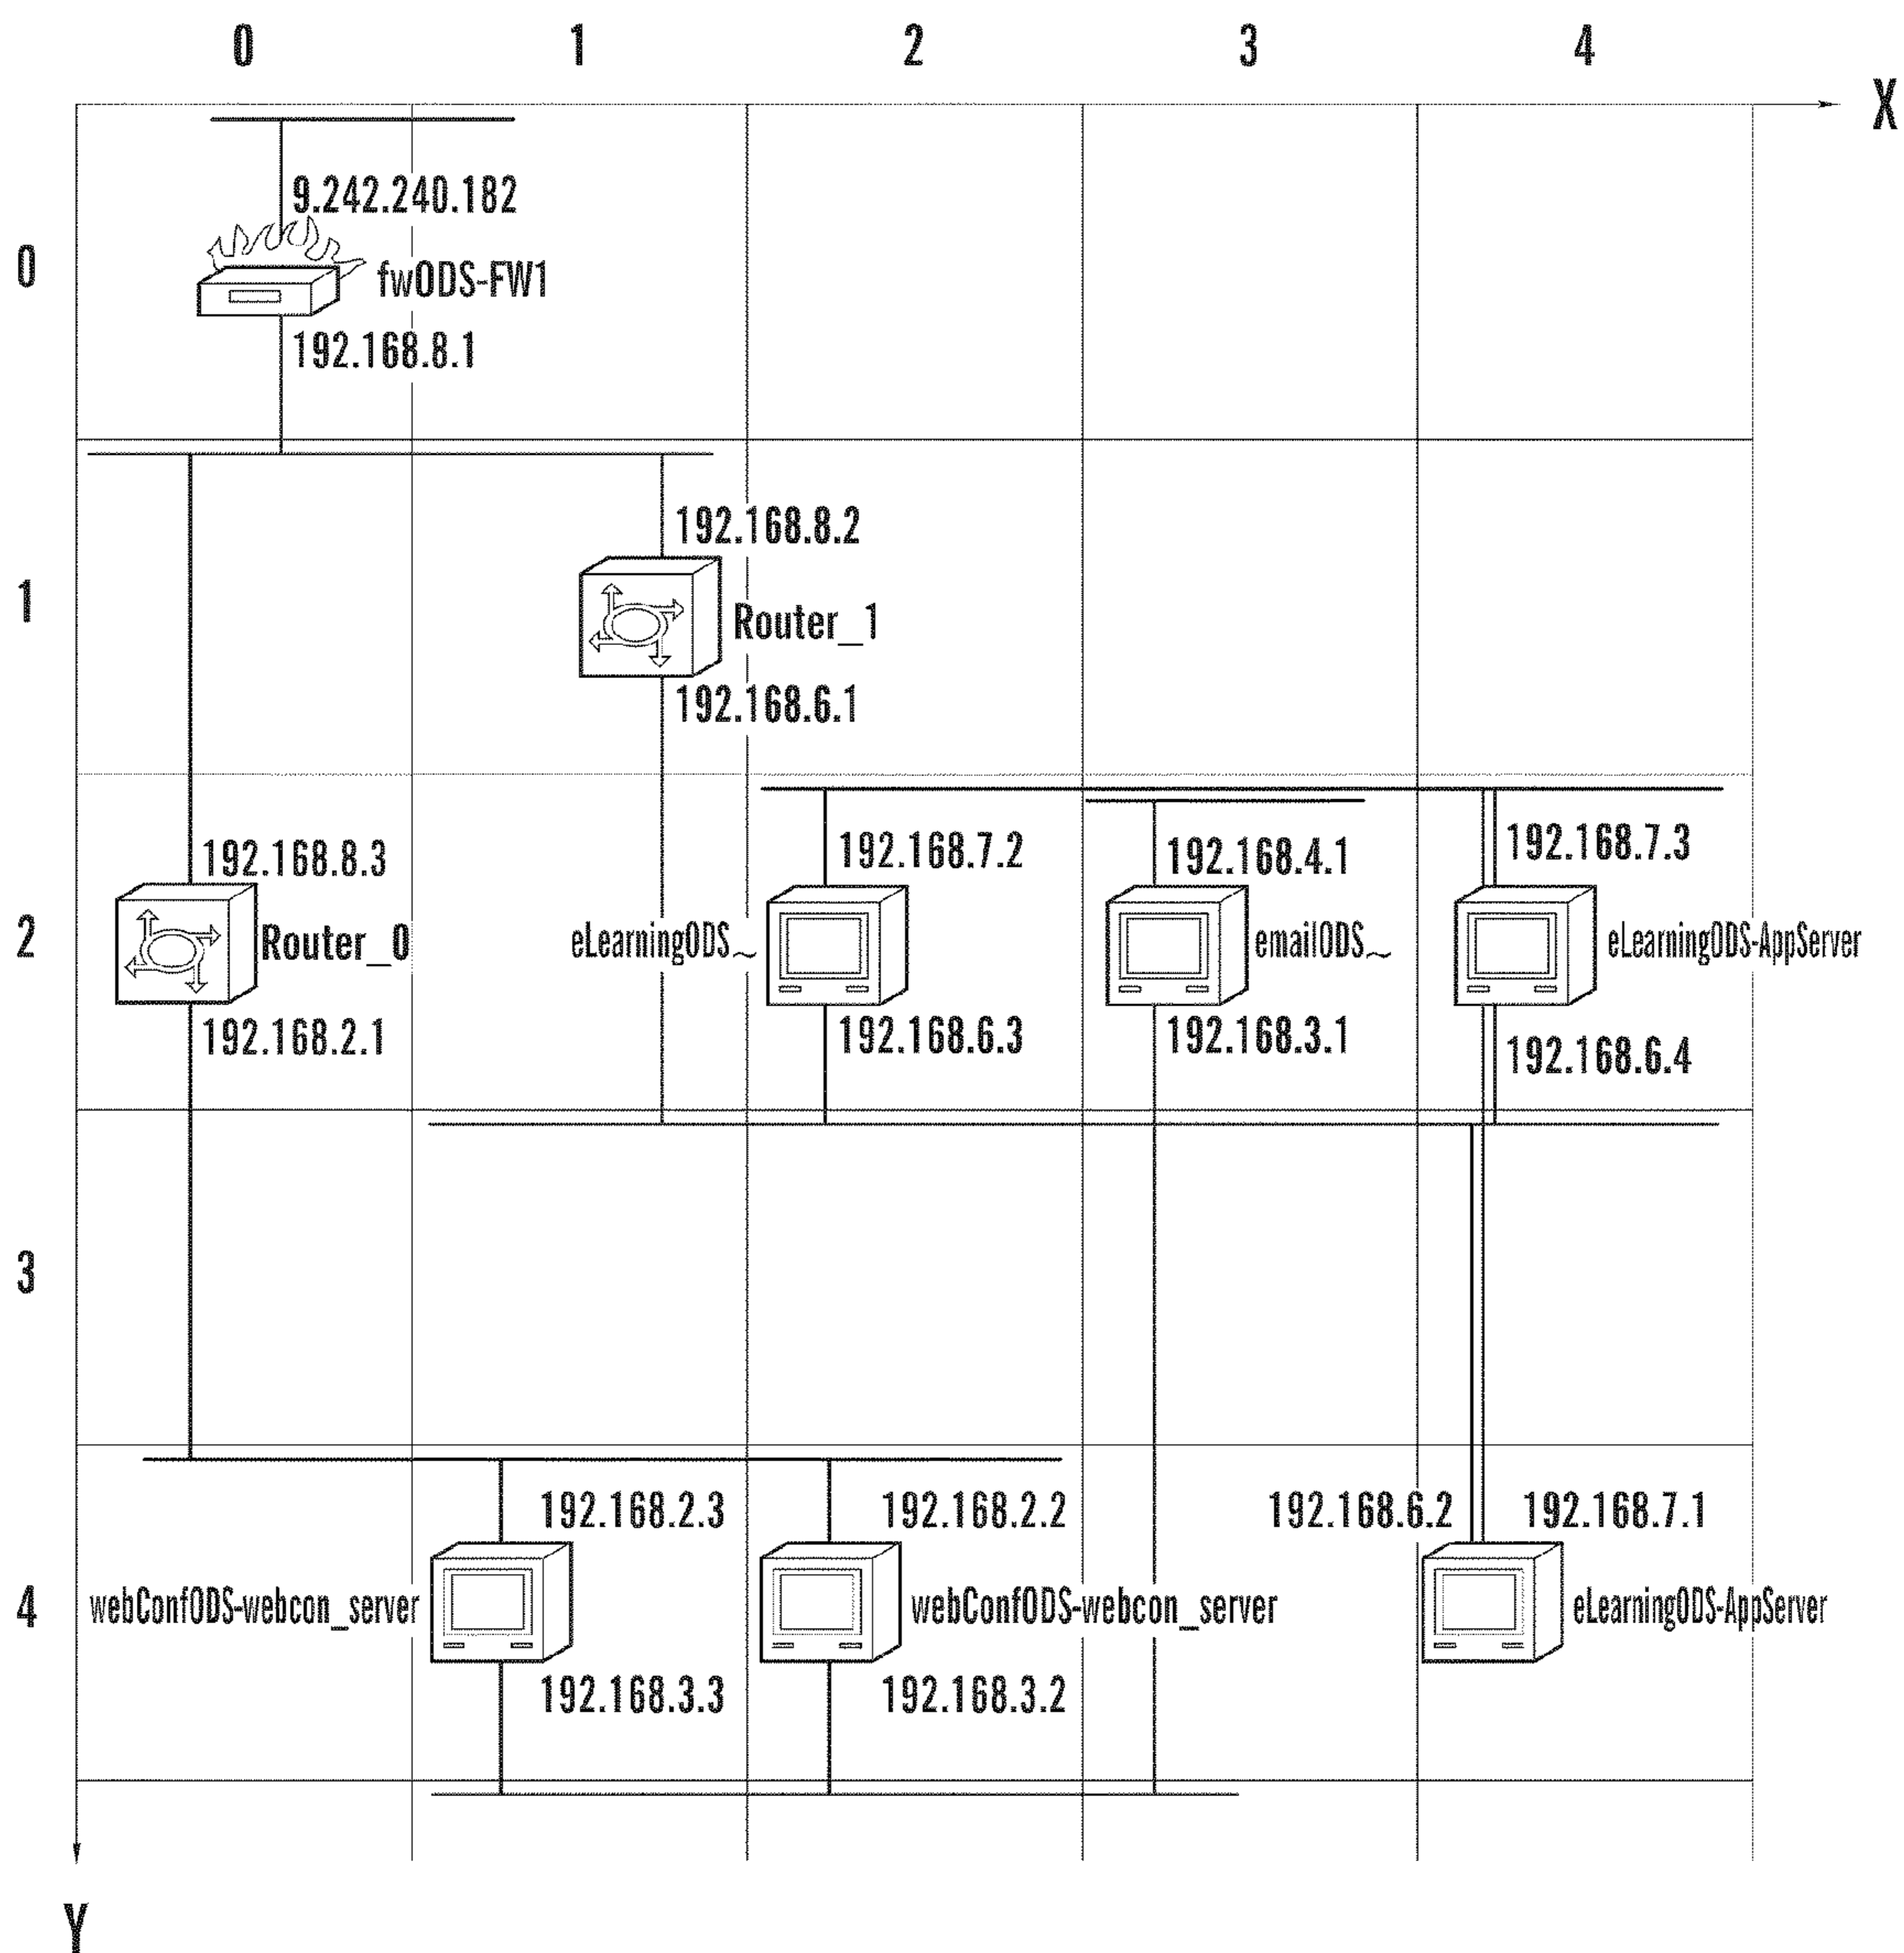 0 1 2 3 4
X
9.242.240.182
0
fwODS-FW1
192.168.8.1
192.168.8.2
1
Router_1
192.168.6.1
192.168.8.3
192.168.7.2
192.168.4.1
192.168.7.3
2
Router_0
eLearningODS~
emailODS~
eLearningODS-AppServer
192.168.2.1
192.168.6.3
192.168.3.1
192.168.6.4
3
192.168.2.3
192.168.2.2
192.168.6.2
192.168.7.1
4
webConfODS-webcon_server
webConfODS-webcon_server
eLearningODS-AppServer
192.168.3.3
192.168.3.2
Y